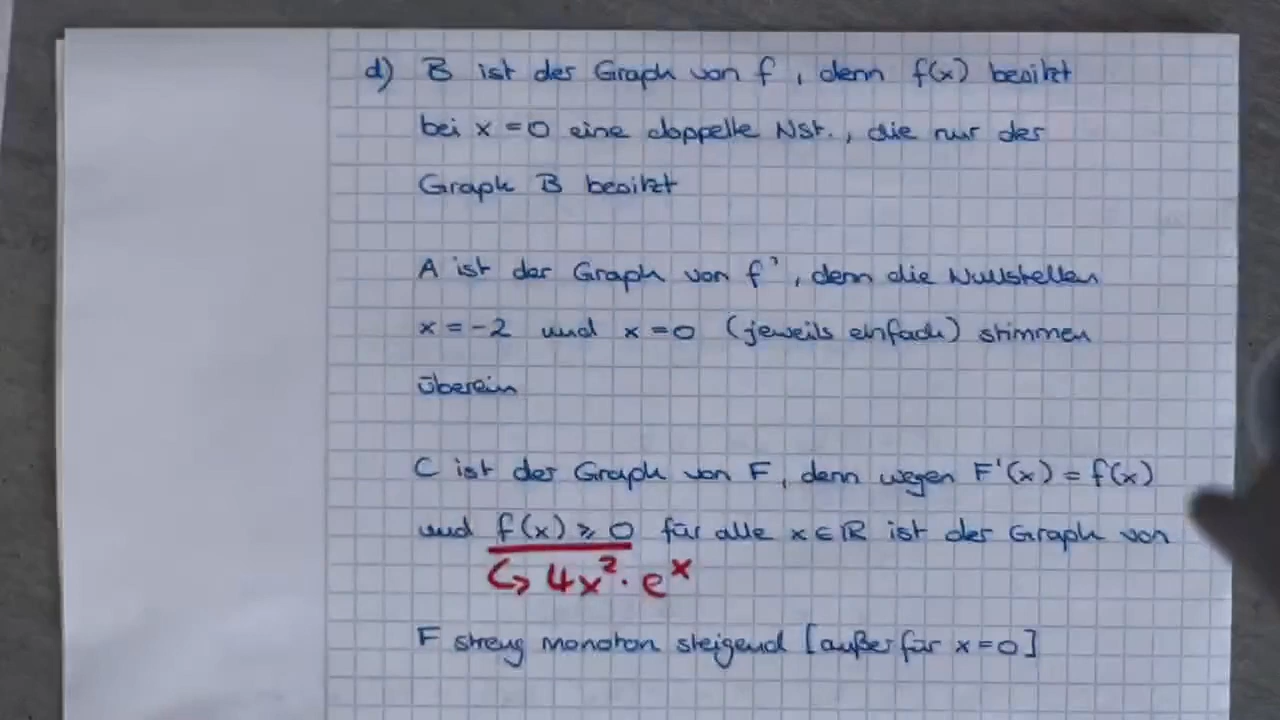 d) B ist der Graph von f, denn f(x) besitzt
bei x = 0 eine doppelte Nst., die nur der
Graph B besitzt
A ist der Graph von f', denn die Nullstellen
x = -2 und x = 0 (jeweils einfach) stimmen
überein
C ist der Graph von F, denn wegen F'(x) = f(x)
und f(x) ≥ 0 für alle x ∈ ℝ ist der Graph von
↳ 4x² · eˣ
F streng monoton steigend [außer für x = 0]